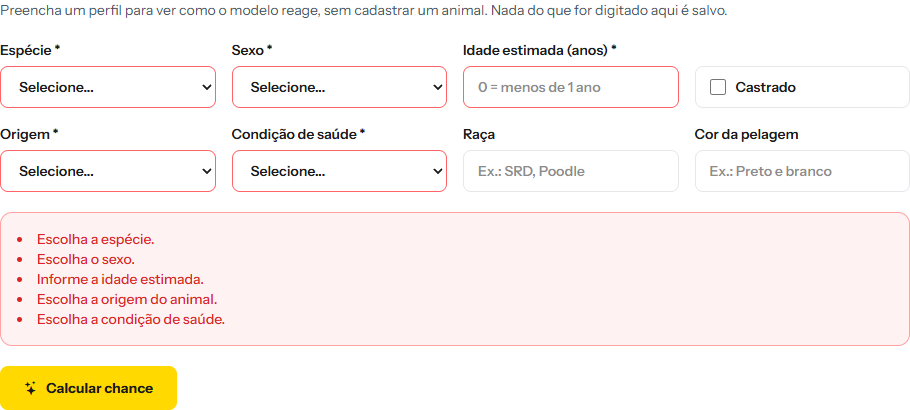 Preencha um perfil para ver como o modelo reage, sem cadastrar um animal. Nada do que for digitado aqui é salvo.
Espécie * Sexo * Idade estimada (anos) *
Selecione... Selecione... 0 = menos de 1 ano Castrado
Origem * Condição de saúde * Raça Cor da pelagem
Selecione... Selecione... Ex.: SRD, Poodle Ex.: Preto e branco
• Escolha a espécie.
• Escolha o sexo.
• Informe a idade estimada.
• Escolha a origem do animal.
• Escolha a condição de saúde.
Calcular chance